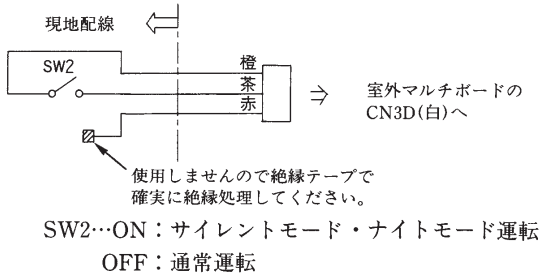 現地配線
SW2
橙
茶
赤
室外マルチボードの
CN3D(白)へ
使用しませんので絶縁テープで
確実に絶縁処理してください。
SW2…ON：サイレントモード・ナイトモード運転
OFF：通常運転